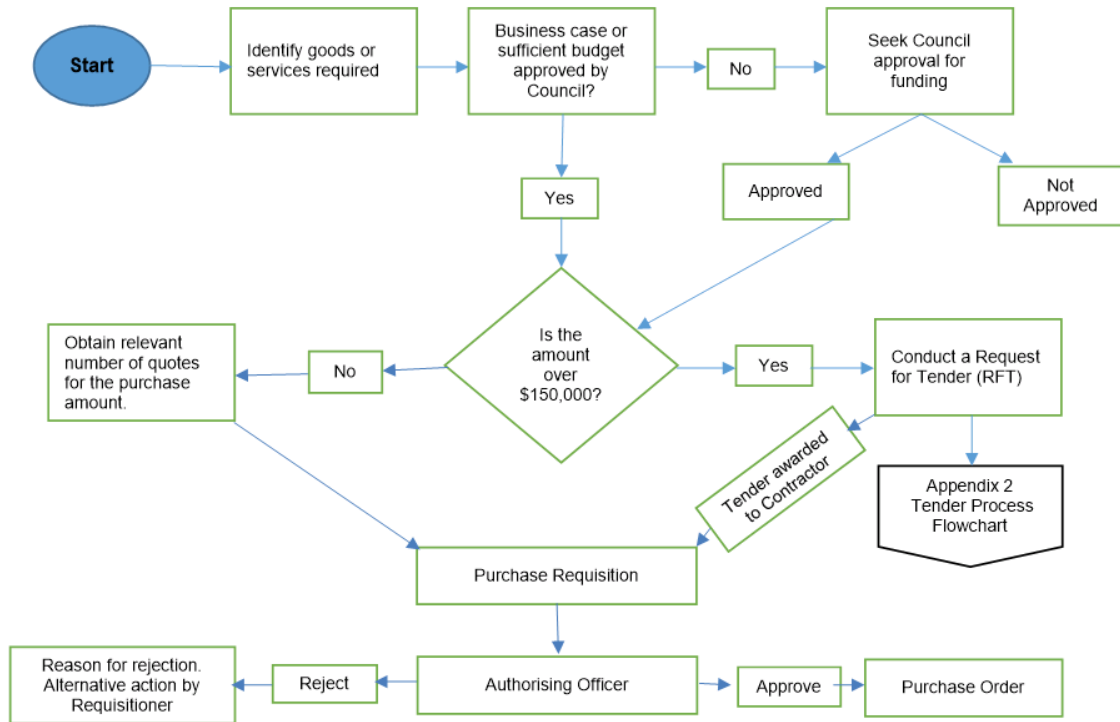 Start
Identify goods or
services required
Business case or
sufficient budget
approved by
Council?
No
Seek Council
approval for
funding
Yes
Approved
Not
Approved
Obtain relevant
number of quotes
for the purchase
amount.
No
Is the
amount
over
$150,000?
Yes
Conduct a Request
for Tender (RFT)
Tender awarded
to Contractor
Appendix 2
Tender Process
Flowchart
Purchase Requisition
Reason for rejection.
Alternative action by
Requisitioner
Reject
Authorising Officer
Approve
Purchase Order